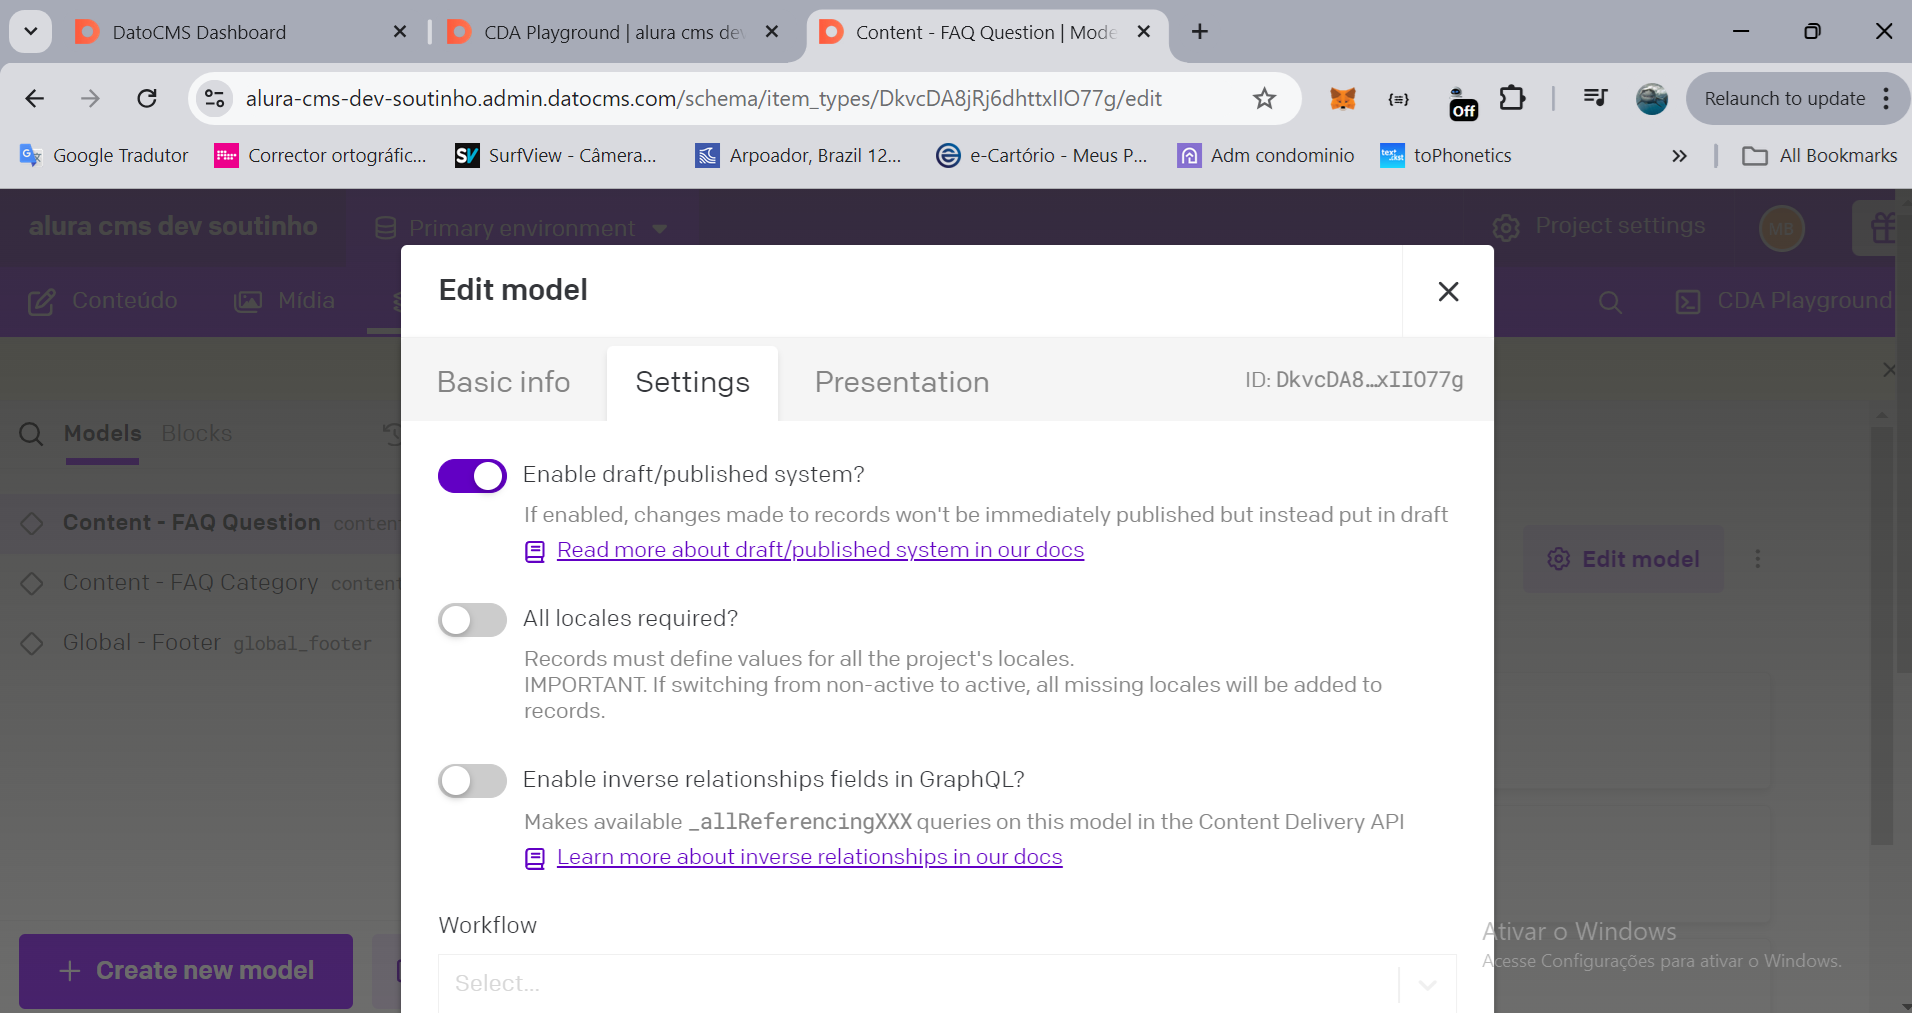 DatoCMS Dashboard
CDA Playground | alura cms de
Content - FAQ Question | Mode
alura-cms-dev-soutinho.admin.datocms.com/schema/item_types/DkvcDA8jRj6dhttxIIO77g/edit
Off
Relaunch to update
Google Tradutor
Corrector ortográfic...
SurfView - Câmera...
Arpoador, Brazil 12...
e-Cartório - Meus P...
Adm condominio
toPhonetics
All Bookmarks
alura cms dev soutinho
Primary environment
Project settings
MB
Conteúdo
Mídia
CDA Playground
Edit model
Basic info
Settings
Presentation
ID: DkvcDA8…xIIO77g
Models
Blocks
Enable draft/published system?
If enabled, changes made to records won't be immediately published but instead put in draft
Read more about draft/published system in our docs
Content - FAQ Question conten
Content - FAQ Category content
Global - Footer global_footer
Edit model
All locales required?
Records must define values for all the project's locales.
IMPORTANT. If switching from non-active to active, all missing locales will be added to
records.
Enable inverse relationships fields in GraphQL?
Makes available _allReferencingXXX queries on this model in the Content Delivery API
Learn more about inverse relationships in our docs
Workflow
Select...
Create new model
Ativar o Windows
Acesse Configurações para ativar o Windows.